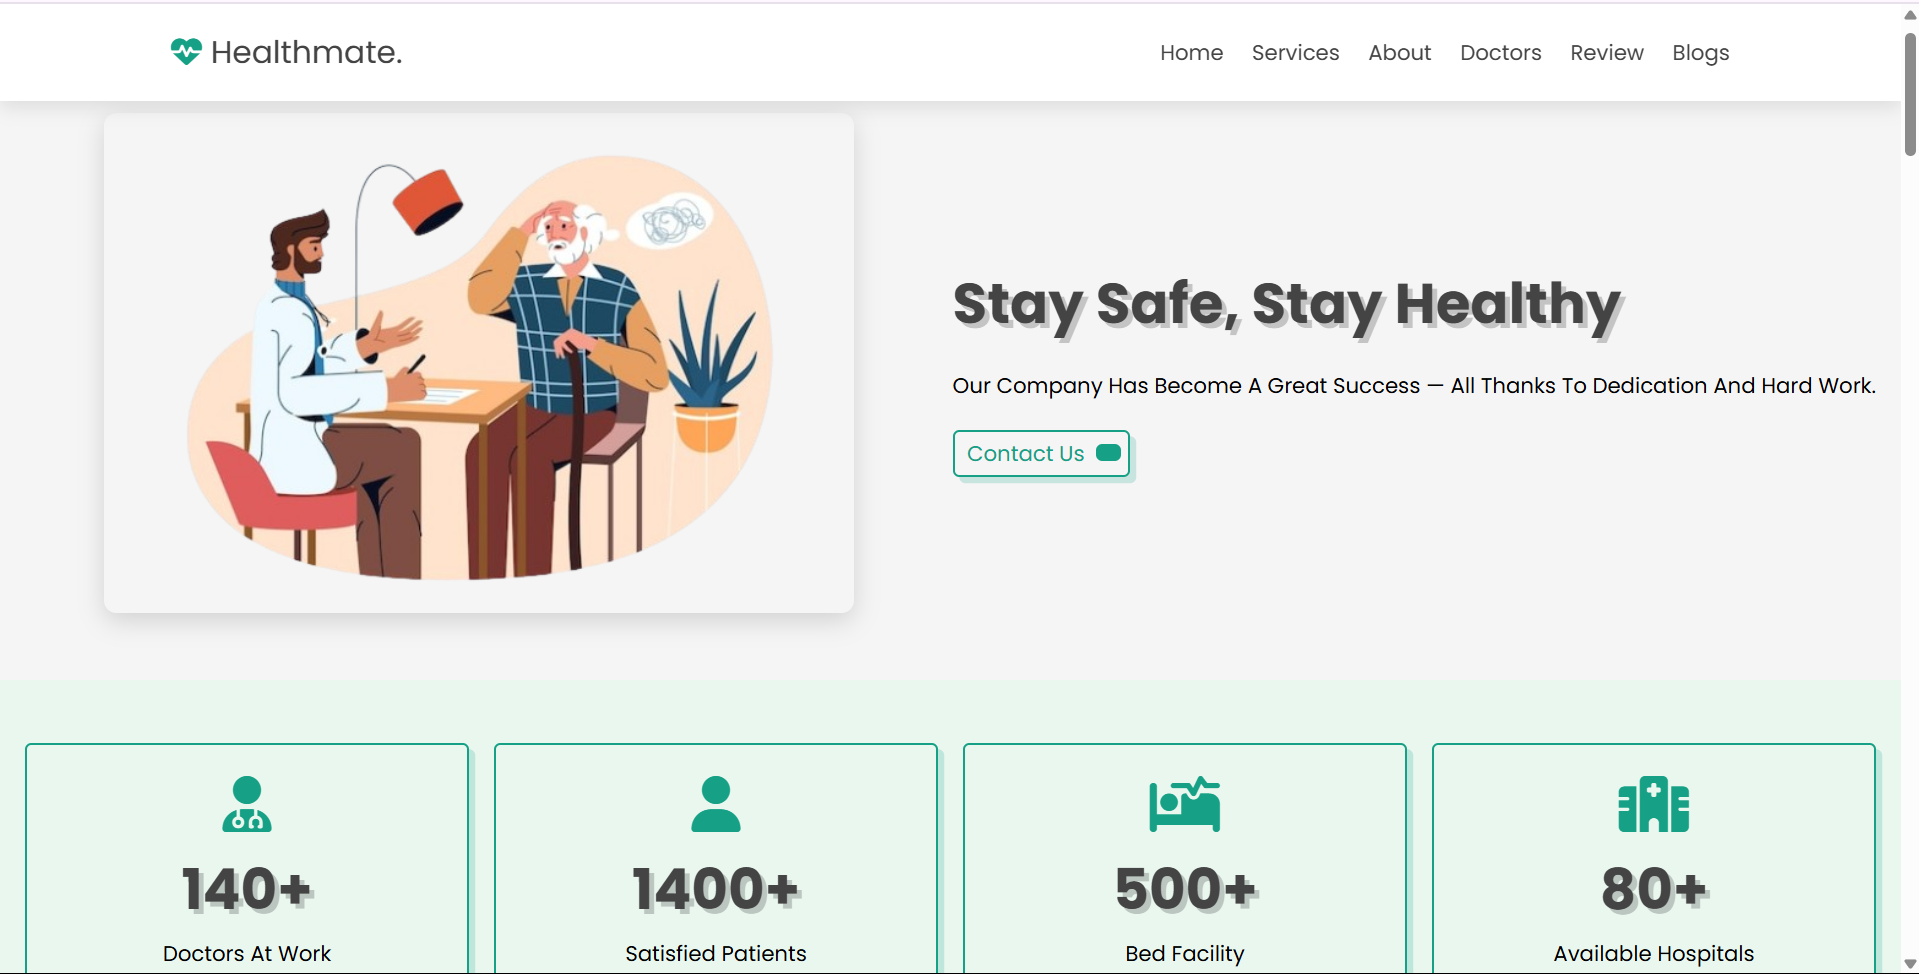 Healthmate.
Home Services About Doctors Review Blogs
Stay Safe, Stay Healthy
Our Company Has Become A Great Success — All Thanks To Dedication And Hard Work.
Contact Us
140+
Doctors At Work
1400+
Satisfied Patients
500+
Bed Facility
80+
Available Hospitals